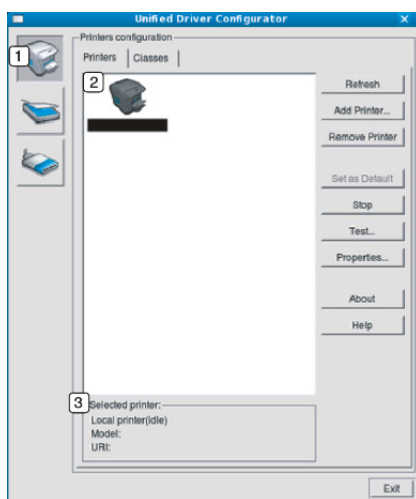 Unified Driver Configurator
Printers configuration
Printers
Classes
1
2
Refresh
Add Printer...
Remove Printer
Set as Default
Stop
Test...
Properties...
About
Help
3
Selected printer:
Local printer(idle)
Model:
URI:
Exit